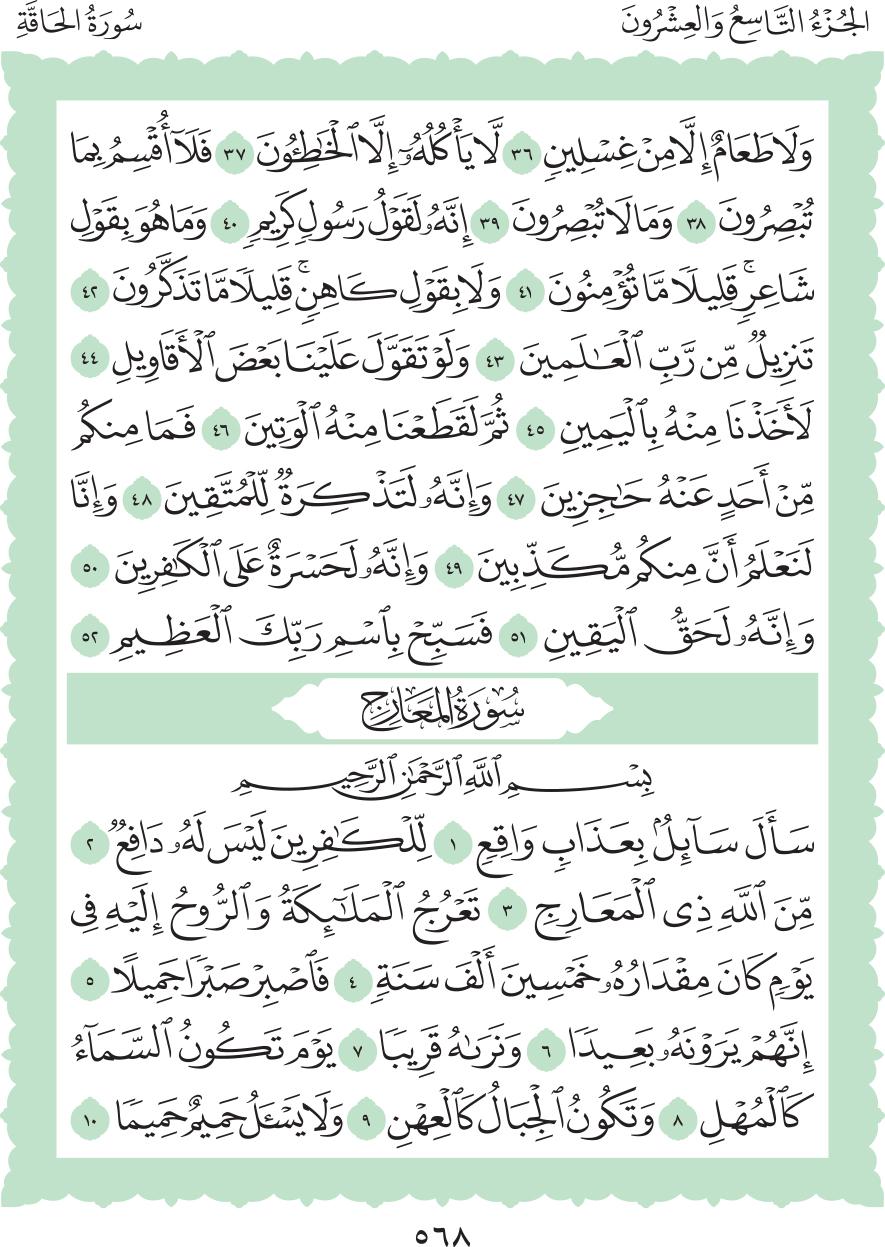 الجُزْءُ التَّاسِعُ وَالعِشْرُونَ
سُورَةُ الحَاقَّةِ
وَلَا طَعَامٌ إِلَّا مِنْ غِسْلِينٍ ٣٦ لَّا يَأْكُلُهُۥٓ إِلَّا ٱلْخَٰطِـُٔونَ ٣٧ فَلَآ أُقْسِمُ بِمَا
تُبْصِرُونَ ٣٨ وَمَا لَا تُبْصِرُونَ ٣٩ إِنَّهُۥ لَقَوْلُ رَسُولٍ كَرِيمٍ ٤٠ وَمَا هُوَ بِقَوْلِ
شَاعِرٍۚ قَلِيلًا مَّا تُؤْمِنُونَ ٤١ وَلَا بِقَوْلِ كَاهِنٍۚ قَلِيلًا مَّا تَذَكَّرُونَ ٤٢
تَنزِيلٌ مِّن رَّبِّ ٱلْعَٰلَمِينَ ٤٣ وَلَوْ تَقَوَّلَ عَلَيْنَا بَعْضَ ٱلْأَقَاوِيلِ ٤٤
لَأَخَذْنَا مِنْهُ بِٱلْيَمِينِ ٤٥ ثُمَّ لَقَطَعْنَا مِنْهُ ٱلْوَتِينَ ٤٦ فَمَا مِنكُم
مِّنْ أَحَدٍ عَنْهُ حَٰجِزِينَ ٤٧ وَإِنَّهُۥ لَتَذْكِرَةٌ لِّلْمُتَّقِينَ ٤٨ وَإِنَّا
لَنَعْلَمُ أَنَّ مِنكُم مُّكَذِّبِينَ ٤٩ وَإِنَّهُۥ لَحَسْرَةٌ عَلَى ٱلْكَٰفِرِينَ ٥٠
وَإِنَّهُۥ لَحَقُّ ٱلْيَقِينِ ٥١ فَسَبِّحْ بِٱسْمِ رَبِّكَ ٱلْعَظِيمِ ٥٢
سُورَةُ المَعَارِجِ
بِسْمِ ٱللَّهِ ٱلرَّحْمَٰنِ ٱلرَّحِيمِ
سَأَلَ سَآئِلٌۢ بِعَذَابٍ وَاقِعٍ ١ لِّلْكَٰفِرِينَ لَيْسَ لَهُۥ دَافِعٌ ٢
مِّنَ ٱللَّهِ ذِى ٱلْمَعَارِجِ ٣ تَعْرُجُ ٱلْمَلَٰٓئِكَةُ وَٱلرُّوحُ إِلَيْهِ فِى
يَوْمٍ كَانَ مِقْدَارُهُۥ خَمْسِينَ أَلْفَ سَنَةٍ ٤ فَٱصْبِرْ صَبْرًا جَمِيلًا ٥
إِنَّهُمْ يَرَوْنَهُۥ بَعِيدًا ٦ وَنَرَىٰهُ قَرِيبًا ٧ يَوْمَ تَكُونُ ٱلسَّمَآءُ
كَٱلْمُهْلِ ٨ وَتَكُونُ ٱلْجِبَالُ كَٱلْعِهْنِ ٩ وَلَا يَسْـَٔلُ حَمِيمٌ حَمِيمًا ١٠
٥٦٨